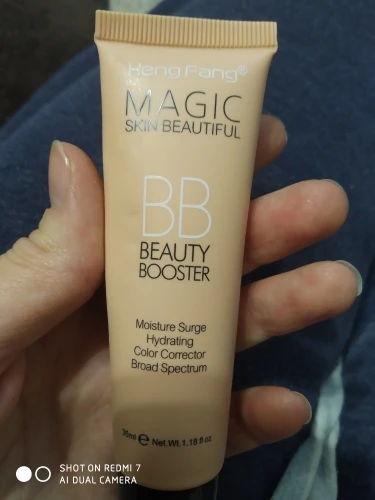 Heng Fang®
MAGIC
SKIN BEAUTIFUL
BB
BEAUTY
BOOSTER
Moisture Surge
Hydrating
Color Corrector
Broad Spectrum
35ml e Net.Wt.1.18 fl oz
SHOT ON REDMI 7
AI DUAL CAMERA